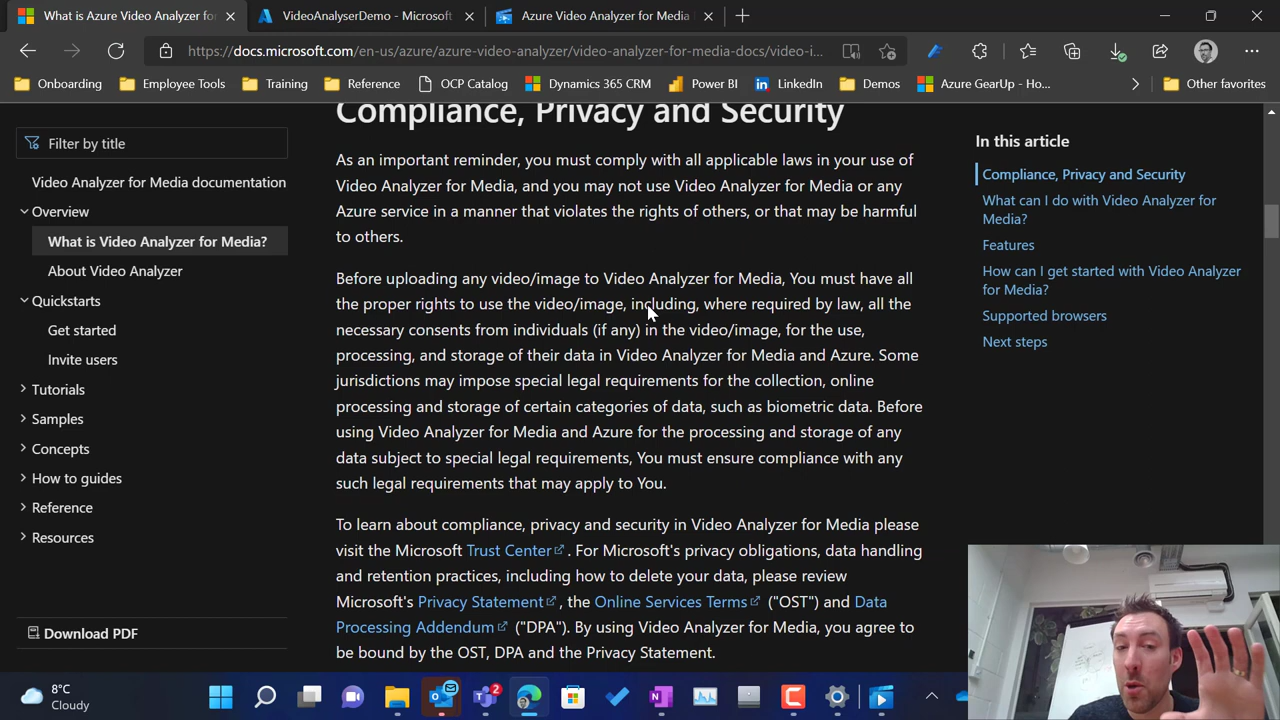 What is Azure Video Analyzer for
VideoAnalyserDemo - Microsoft
Azure Video Analyzer for Media
https://docs.microsoft.com/en-us/azure/azure-video-analyzer/video-analyzer-for-media-docs/video-i...
Onboarding
Employee Tools
Training
Reference
OCP Catalog
Dynamics 365 CRM
Power BI
LinkedIn
Demos
Azure GearUp - Ho...
Other favorites
Filter by title
Video Analyzer for Media documentation
Overview
What is Video Analyzer for Media?
About Video Analyzer
Quickstarts
Get started
Invite users
Tutorials
Samples
Concepts
How to guides
Reference
Resources
Download PDF
Compliance, Privacy and Security
As an important reminder, you must comply with all applicable laws in your use of
Video Analyzer for Media, and you may not use Video Analyzer for Media or any
Azure service in a manner that violates the rights of others, or that may be harmful
to others.
Before uploading any video/image to Video Analyzer for Media, You must have all
the proper rights to use the video/image, including, where required by law, all the
necessary consents from individuals (if any) in the video/image, for the use,
processing, and storage of their data in Video Analyzer for Media and Azure. Some
jurisdictions may impose special legal requirements for the collection, online
processing and storage of certain categories of data, such as biometric data. Before
using Video Analyzer for Media and Azure for the processing and storage of any
data subject to special legal requirements, You must ensure compliance with any
such legal requirements that may apply to You.
To learn about compliance, privacy and security in Video Analyzer for Media please
visit the Microsoft Trust Center. For Microsoft's privacy obligations, data handling
and retention practices, including how to delete your data, please review
Microsoft's Privacy Statement, the Online Services Terms ("OST") and Data
Processing Addendum ("DPA"). By using Video Analyzer for Media, you agree to
be bound by the OST, DPA and the Privacy Statement.
In this article
Compliance, Privacy and Security
What can I do with Video Analyzer for
Media?
Features
How can I get started with Video Analyzer
for Media?
Supported browsers
Next steps
8°C
Cloudy
2